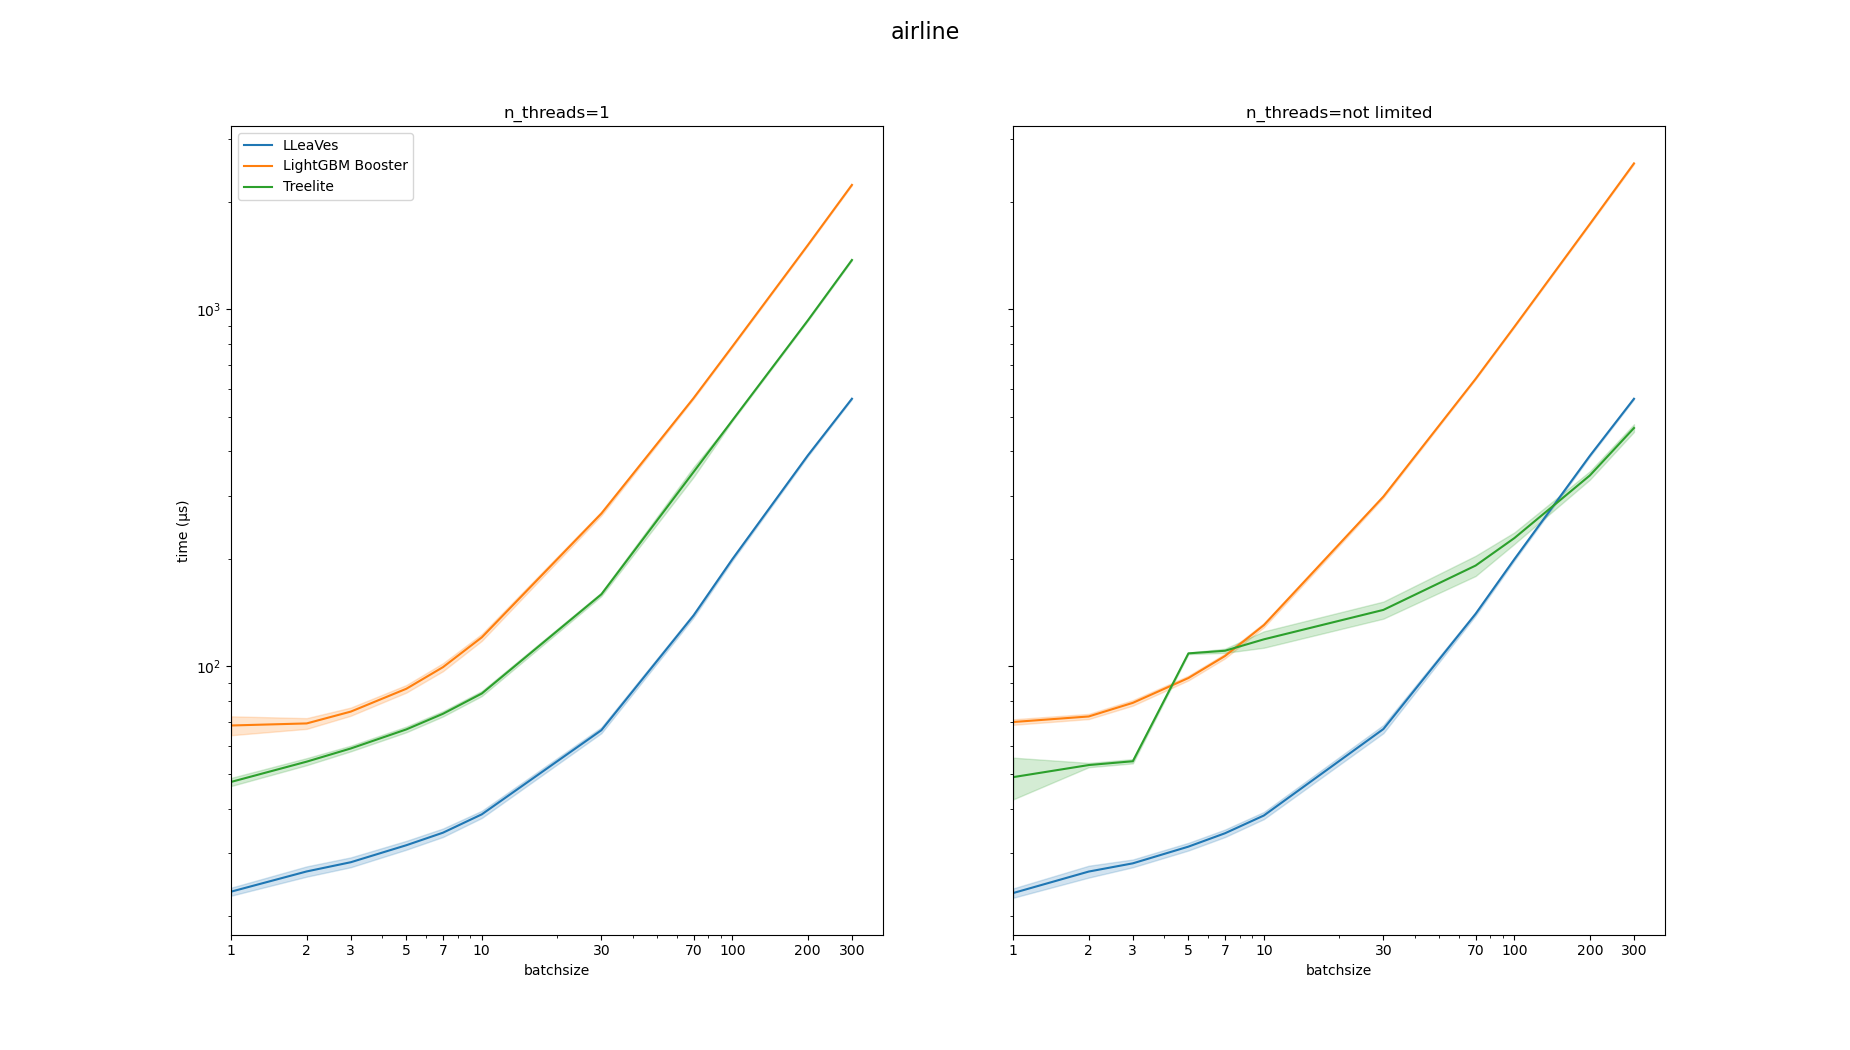 airline
n_threads=1
LLeaVes
LightGBM Booster
Treelite
10³
10²
time (µs)
1 2 3 5 7 10 30 70 100 200 300
batchsize
n_threads=not limited
1 2 3 5 7 10 30 70 100 200 300
batchsize